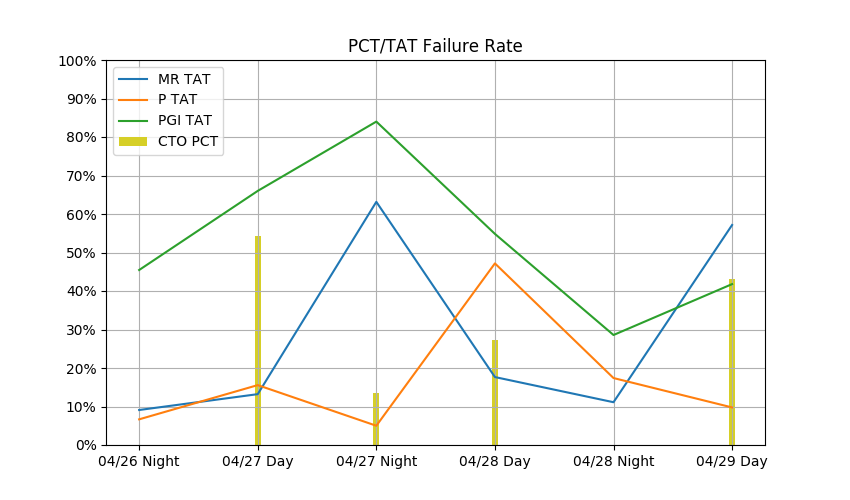 PCT/TAT Failure Rate
100%
90%
80%
70%
60%
50%
40%
30%
20%
10%
0%
MR TAT
P TAT
PGI TAT
CTO PCT
04/26 Night 04/27 Day 04/27 Night 04/28 Day 04/28 Night 04/29 Day